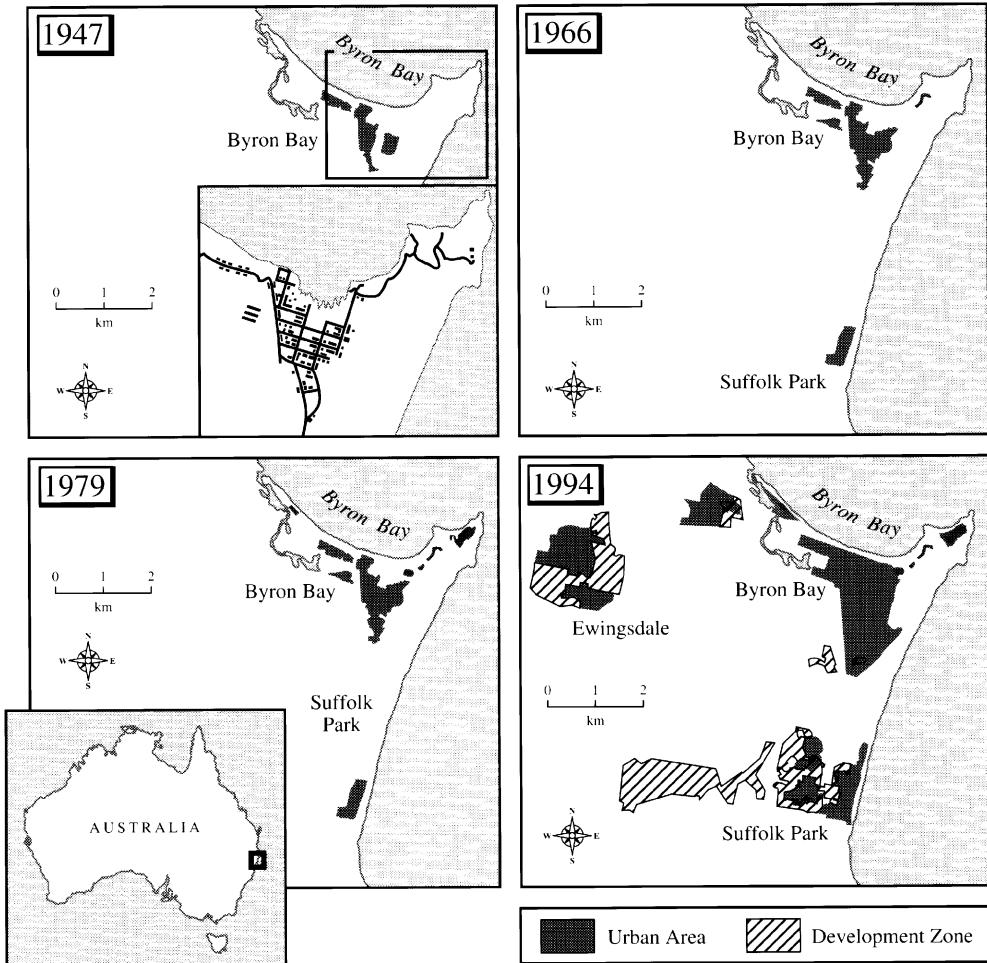 1947
Byron Bay
Byron Bay
0 1 2
km
N
W E
S
1966
Byron Bay
Byron Bay
0 1 2
km
N
W E
S
Suffolk Park
1979
Byron Bay
Byron Bay
0 1 2
km
N
W E
S
Suffolk
Park
AUSTRALIA
1994
Byron Bay
Byron Bay
Ewingsdale
0 1 2
km
N
W E
S
Suffolk Park
Urban Area
Development Zone